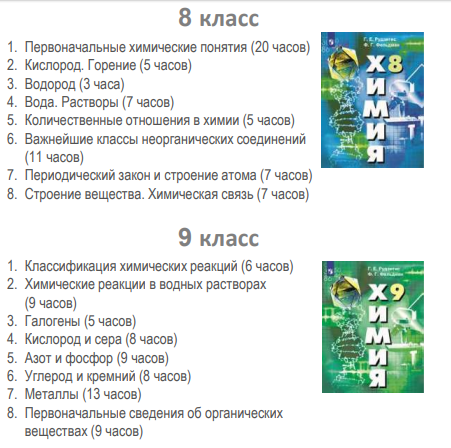 8 класс
1. Первоначальные химические понятия (20 часов)
2. Кислород. Горение (5 часов)
3. Водород (3 часа)
4. Вода. Растворы (7 часов)
5. Количественные отношения в химии (5 часов)
6. Важнейшие классы неорганических соединений
(11 часов)
7. Периодический закон и строение атома (7 часов)
8. Строение вещества. Химическая связь (7 часов)
Г. Е. Рудзитис
Ф. Г. Фельдман
ХИМИЯ
8
9 класс
1. Классификация химических реакций (6 часов)
2. Химические реакции в водных растворах
(9 часов)
3. Галогены (5 часов)
4. Кислород и сера (8 часов)
5. Азот и фосфор (9 часов)
6. Углерод и кремний (8 часов)
7. Металлы (13 часов)
8. Первоначальные сведения об органических
веществах (9 часов)
Г. Е. Рудзитис
Ф. Г. Фельдман
ХИМИЯ
9